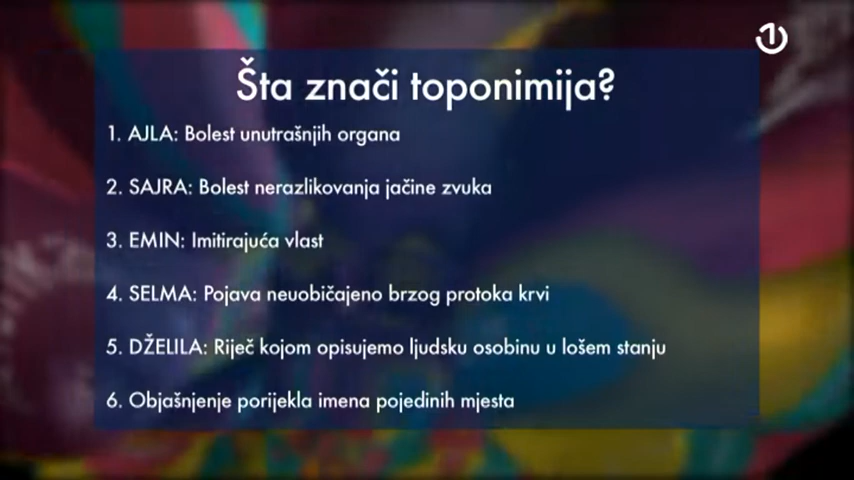 Šta znači toponimija?
1. AJLA: Bolest unutrašnjih organa
2. SAJRA: Bolest nerazlikovanja jačine zvuka
3. EMIN: Imitirajuća vlast
4. SELMA: Pojava neuobičajeno brzog protoka krvi
5. DŽELILA: Riječ kojom opisujemo ljudsku osobinu u lošem stanju
6. Objašnjenje porijekla imena pojedinih mjesta